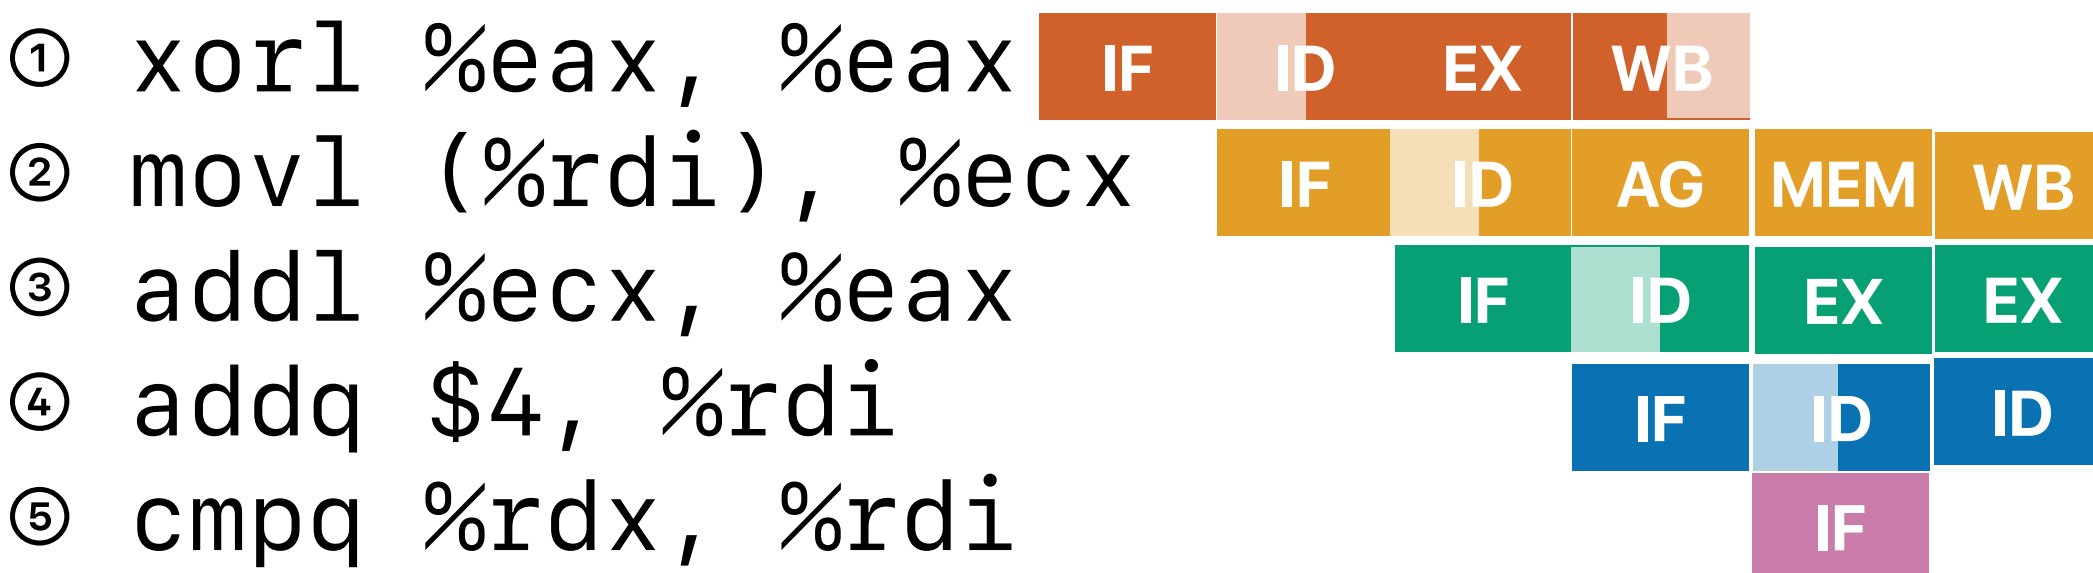 ① xorl %eax, %eax IF ID EX WB
② movl (%rdi), %ecx IF ID AG MEM WB
③ addl %ecx, %eax IF ID EX EX
④ addq $4, %rdi IF ID ID
⑤ cmpq %rdx, %rdi IF